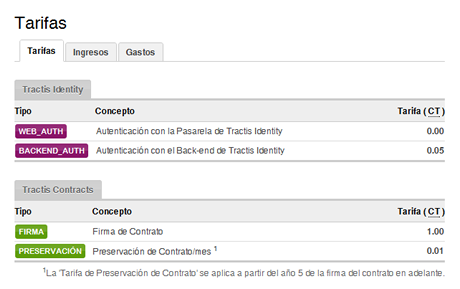 Tarifas
Tarifas Ingresos Gastos
Tractis Identity
Tipo Concepto Tarifa ( CT )
WEB_AUTH Autenticación con la Pasarela de Tractis Identity 0.00
BACKEND_AUTH Autenticación con el Back-end de Tractis Identity 0.05
Tractis Contracts
Tipo Concepto Tarifa ( CT )
FIRMA Firma de Contrato 1.00
PRESERVACIÓN Preservación de Contrato/mes 1 0.01
1La 'Tarifa de Preservación de Contrato' se aplica a partir del año 5 de la firma del contrato en adelante.